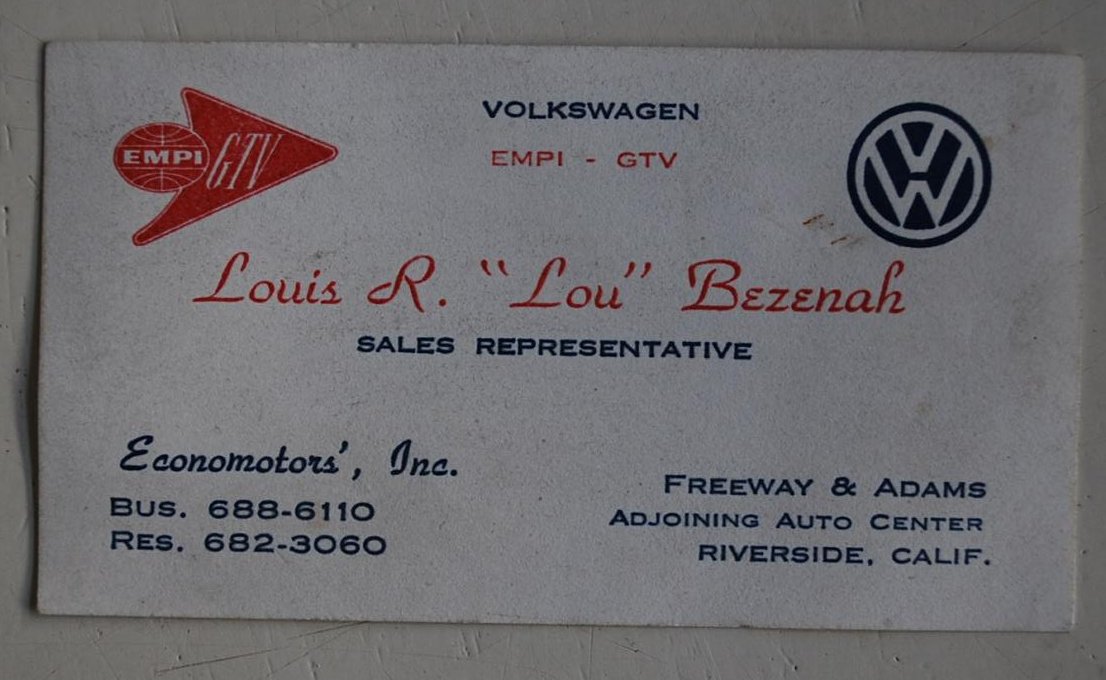 EMPI GTV
VOLKSWAGEN
EMPI - GTV
VW
Louis R. "Lou" Bezenah
SALES REPRESENTATIVE
Economotors', Inc.
BUS. 688-6110
RES. 682-3060
FREEWAY & ADAMS
ADJOINING AUTO CENTER
RIVERSIDE, CALIF.